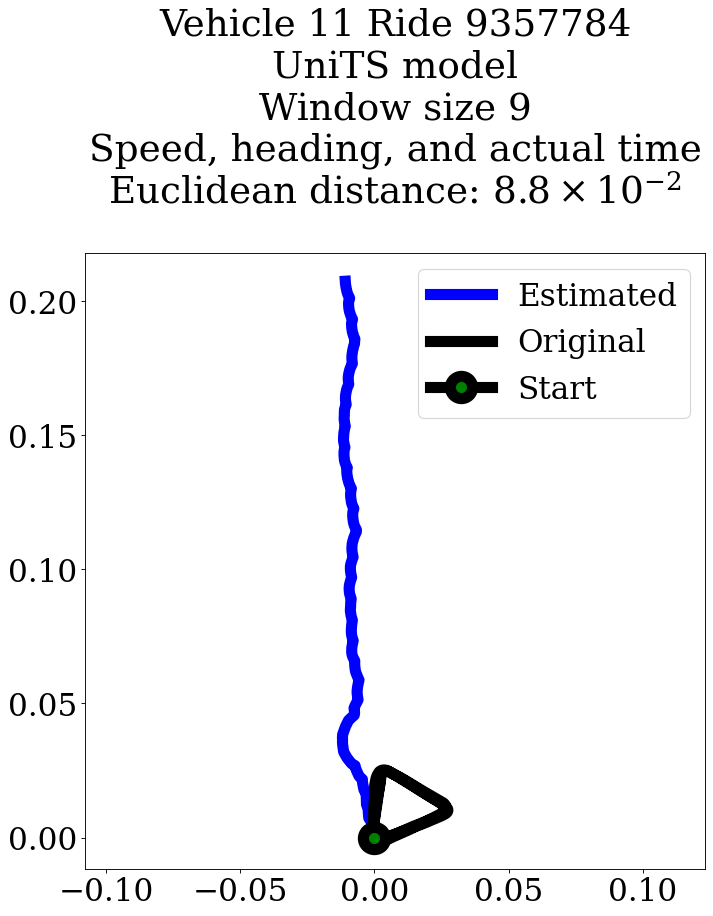 Vehicle 11 Ride 9357784
UniTS model
Window size 9
Speed, heading, and actual time
Euclidean distance: 8.8 × 10⁻²
Estimated
Original
Start
0.20
0.15
0.10
0.05
0.00
−0.10 −0.05 0.00 0.05 0.10